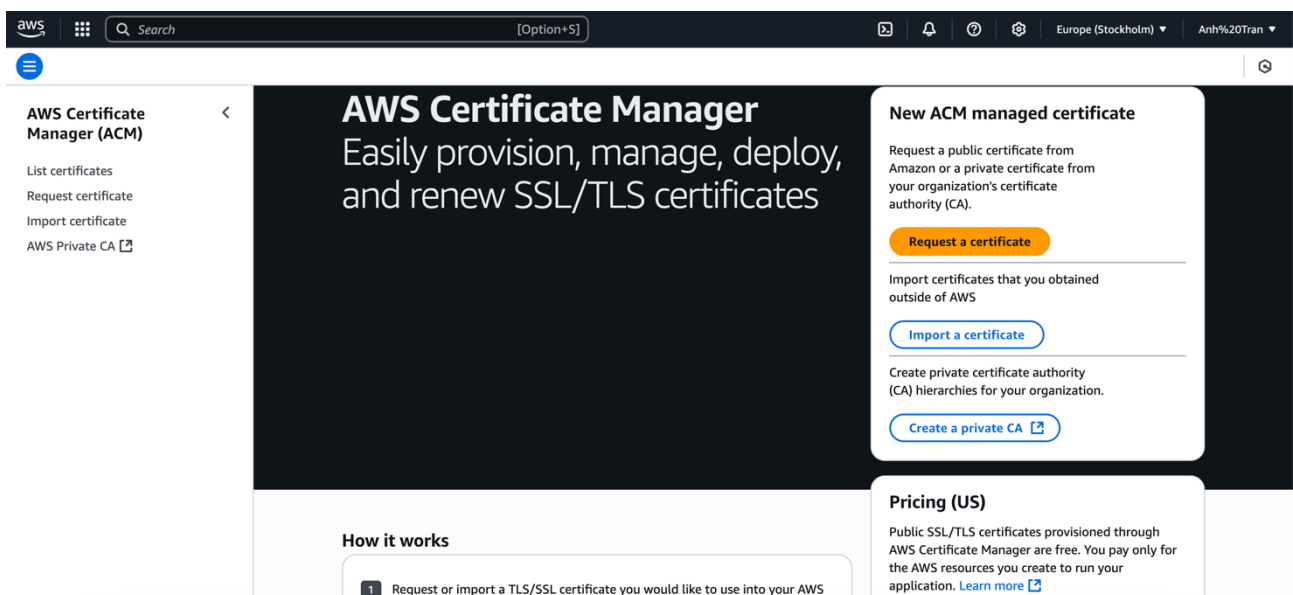 aws
Search
[Option+S]
Europe (Stockholm)
Anh%20Tran
AWS Certificate
Manager (ACM)
List certificates
Request certificate
Import certificate
AWS Private CA
AWS Certificate Manager
Easily provision, manage, deploy,
and renew SSL/TLS certificates
New ACM managed certificate
Request a public certificate from
Amazon or a private certificate from
your organization's certificate
authority (CA).
Request a certificate
Import certificates that you obtained
outside of AWS
Import a certificate
Create private certificate authority
(CA) hierarchies for your organization.
Create a private CA
How it works
1 Request or import a TLS/SSL certificate you would like to use into your AWS
Pricing (US)
Public SSL/TLS certificates provisioned through
AWS Certificate Manager are free. You pay only for
the AWS resources you create to run your
application. Learn more